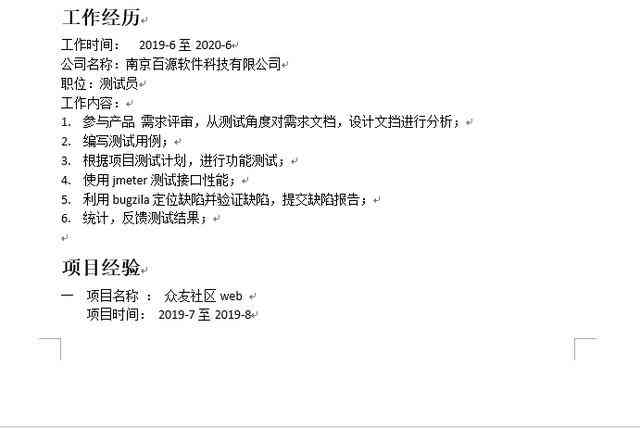 工作经历
工作时间： 2019-6 至 2020-6
公司名称：南京百源软件科技有限公司
职位：测试员
工作内容：
1. 参与产品 需求评审，从测试角度对需求文档，设计文挡进行分析；
2. 编写测试用例；
3. 根据项目测试计划，进行功能测试；
4. 使用 jmeter 测试接口性能；
5. 利用 bugzila 定位缺陷并验证缺陷，提交缺陷报告；
6. 统计，反馈测试结果；
项目经验
一 项目名称 ： 众友社区 web
项目时间： 2019-7 至 2019-8